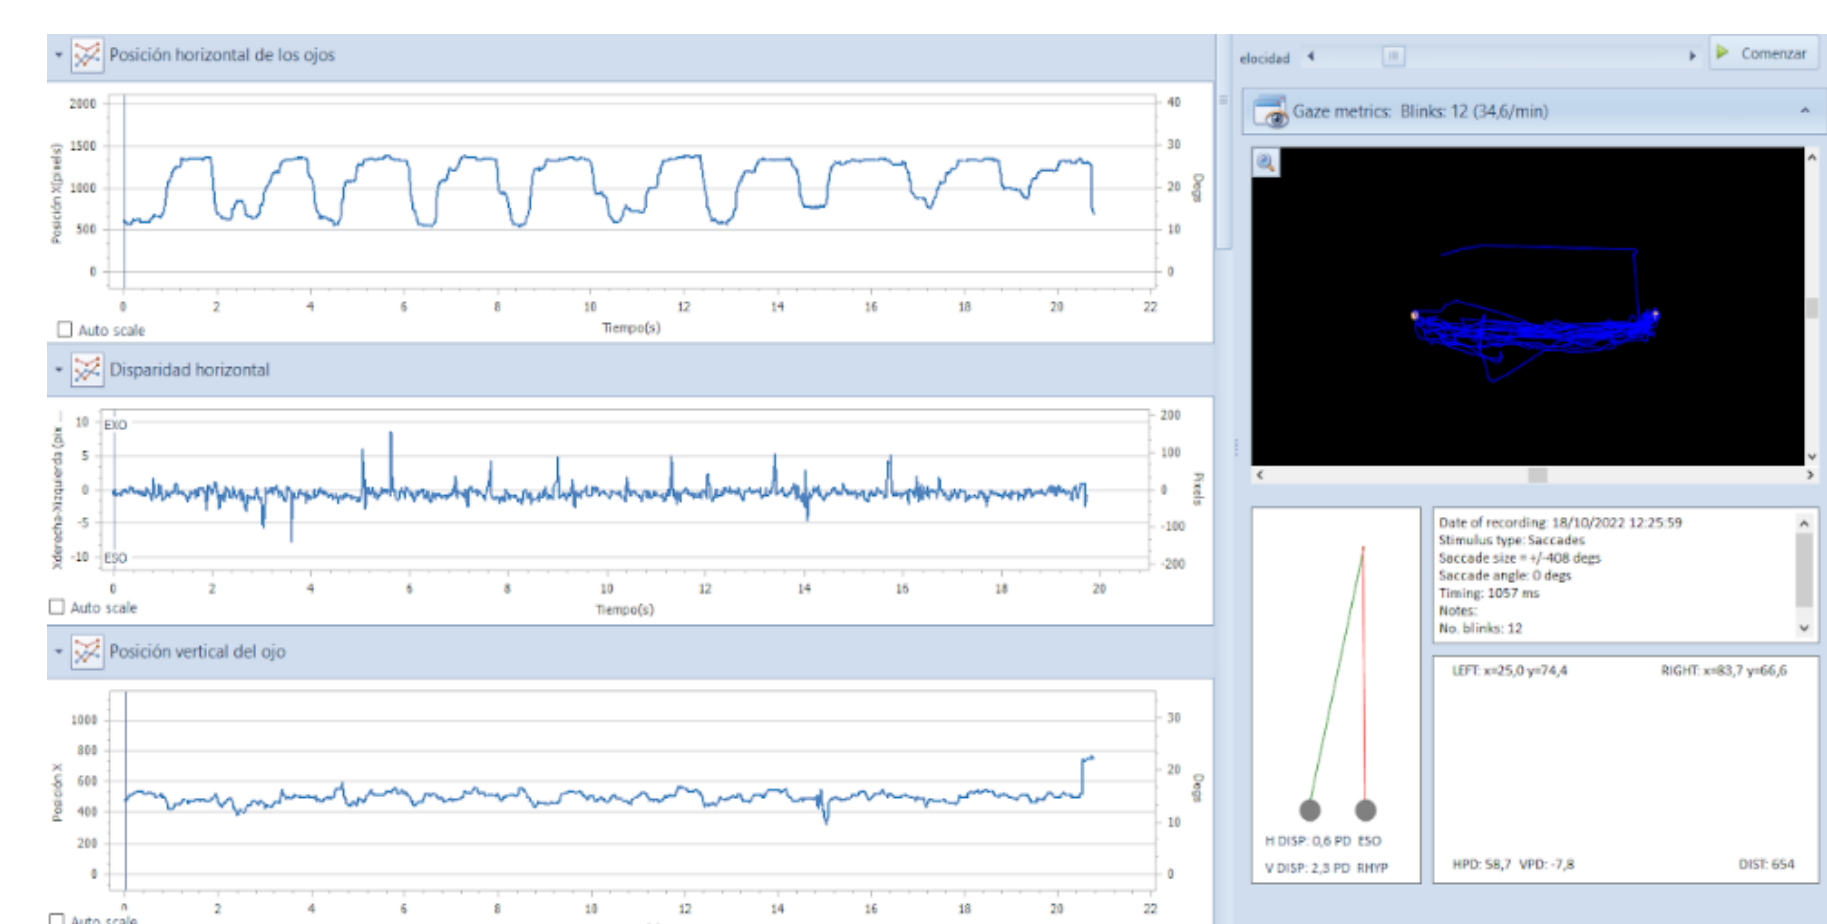 Posición horizontal de los ojos
2000
1500
1000
500
0
Posición X(pixels)
40
30
20
10
0
Degs
0 2 4 6 8 10 12 14 16 18 20 22
Auto scale
Tiempo(s)
Disparidad horizontal
10
5
0
-5
-10
EXO
ESO
Xderecha-Xizquierda (pix ...
200
100
0
-100
-200
Pixels
0 2 4 6 8 10 12 14 16 18 20
Auto scale
Tiempo(s)
Posición vertical del ojo
1000
800
600
400
200
0
Posición X
30
20
10
0
Degs
2 4 6 8 10 12 14 16 18 20 22
Auto scale
elocidad
Comenzar
Gaze metrics: Blinks: 12 (34,6/min)
Date of recording: 18/10/2022 12:25:59
Stimulus type: Saccades
Saccade size = +/-408 degs
Saccade angle: 0 degs
Timing: 1057 ms
Notes:
No. blinks: 12
H DISP: 0,6 PD ESO
V DISP: 2,3 PD RHYP
LEFT: x=25,0 y=74,4 RIGHT: x=83,7 y=66,6
HPD: 58,7 VPD: -7,8 DIST: 654